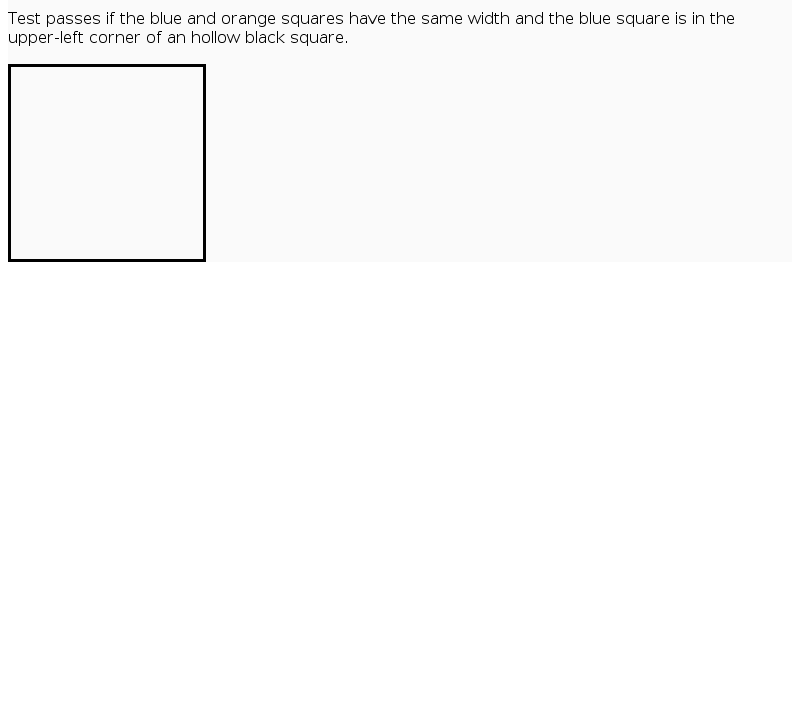 Test passes if the blue and orange squares have the same width and the blue square is in the
upper-left corner of an hollow black square.